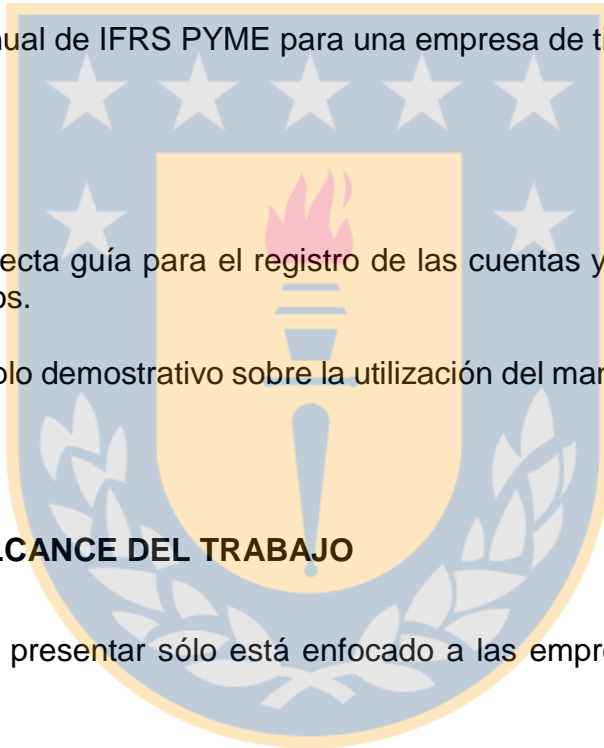 nual de IFRS PYME para una empresa de ti
ecta guía para el registro de las cuentas y
os.
plo demostrativo sobre la utilización del man
LCANCE DEL TRABAJO
presentar sólo está enfocado a las empre